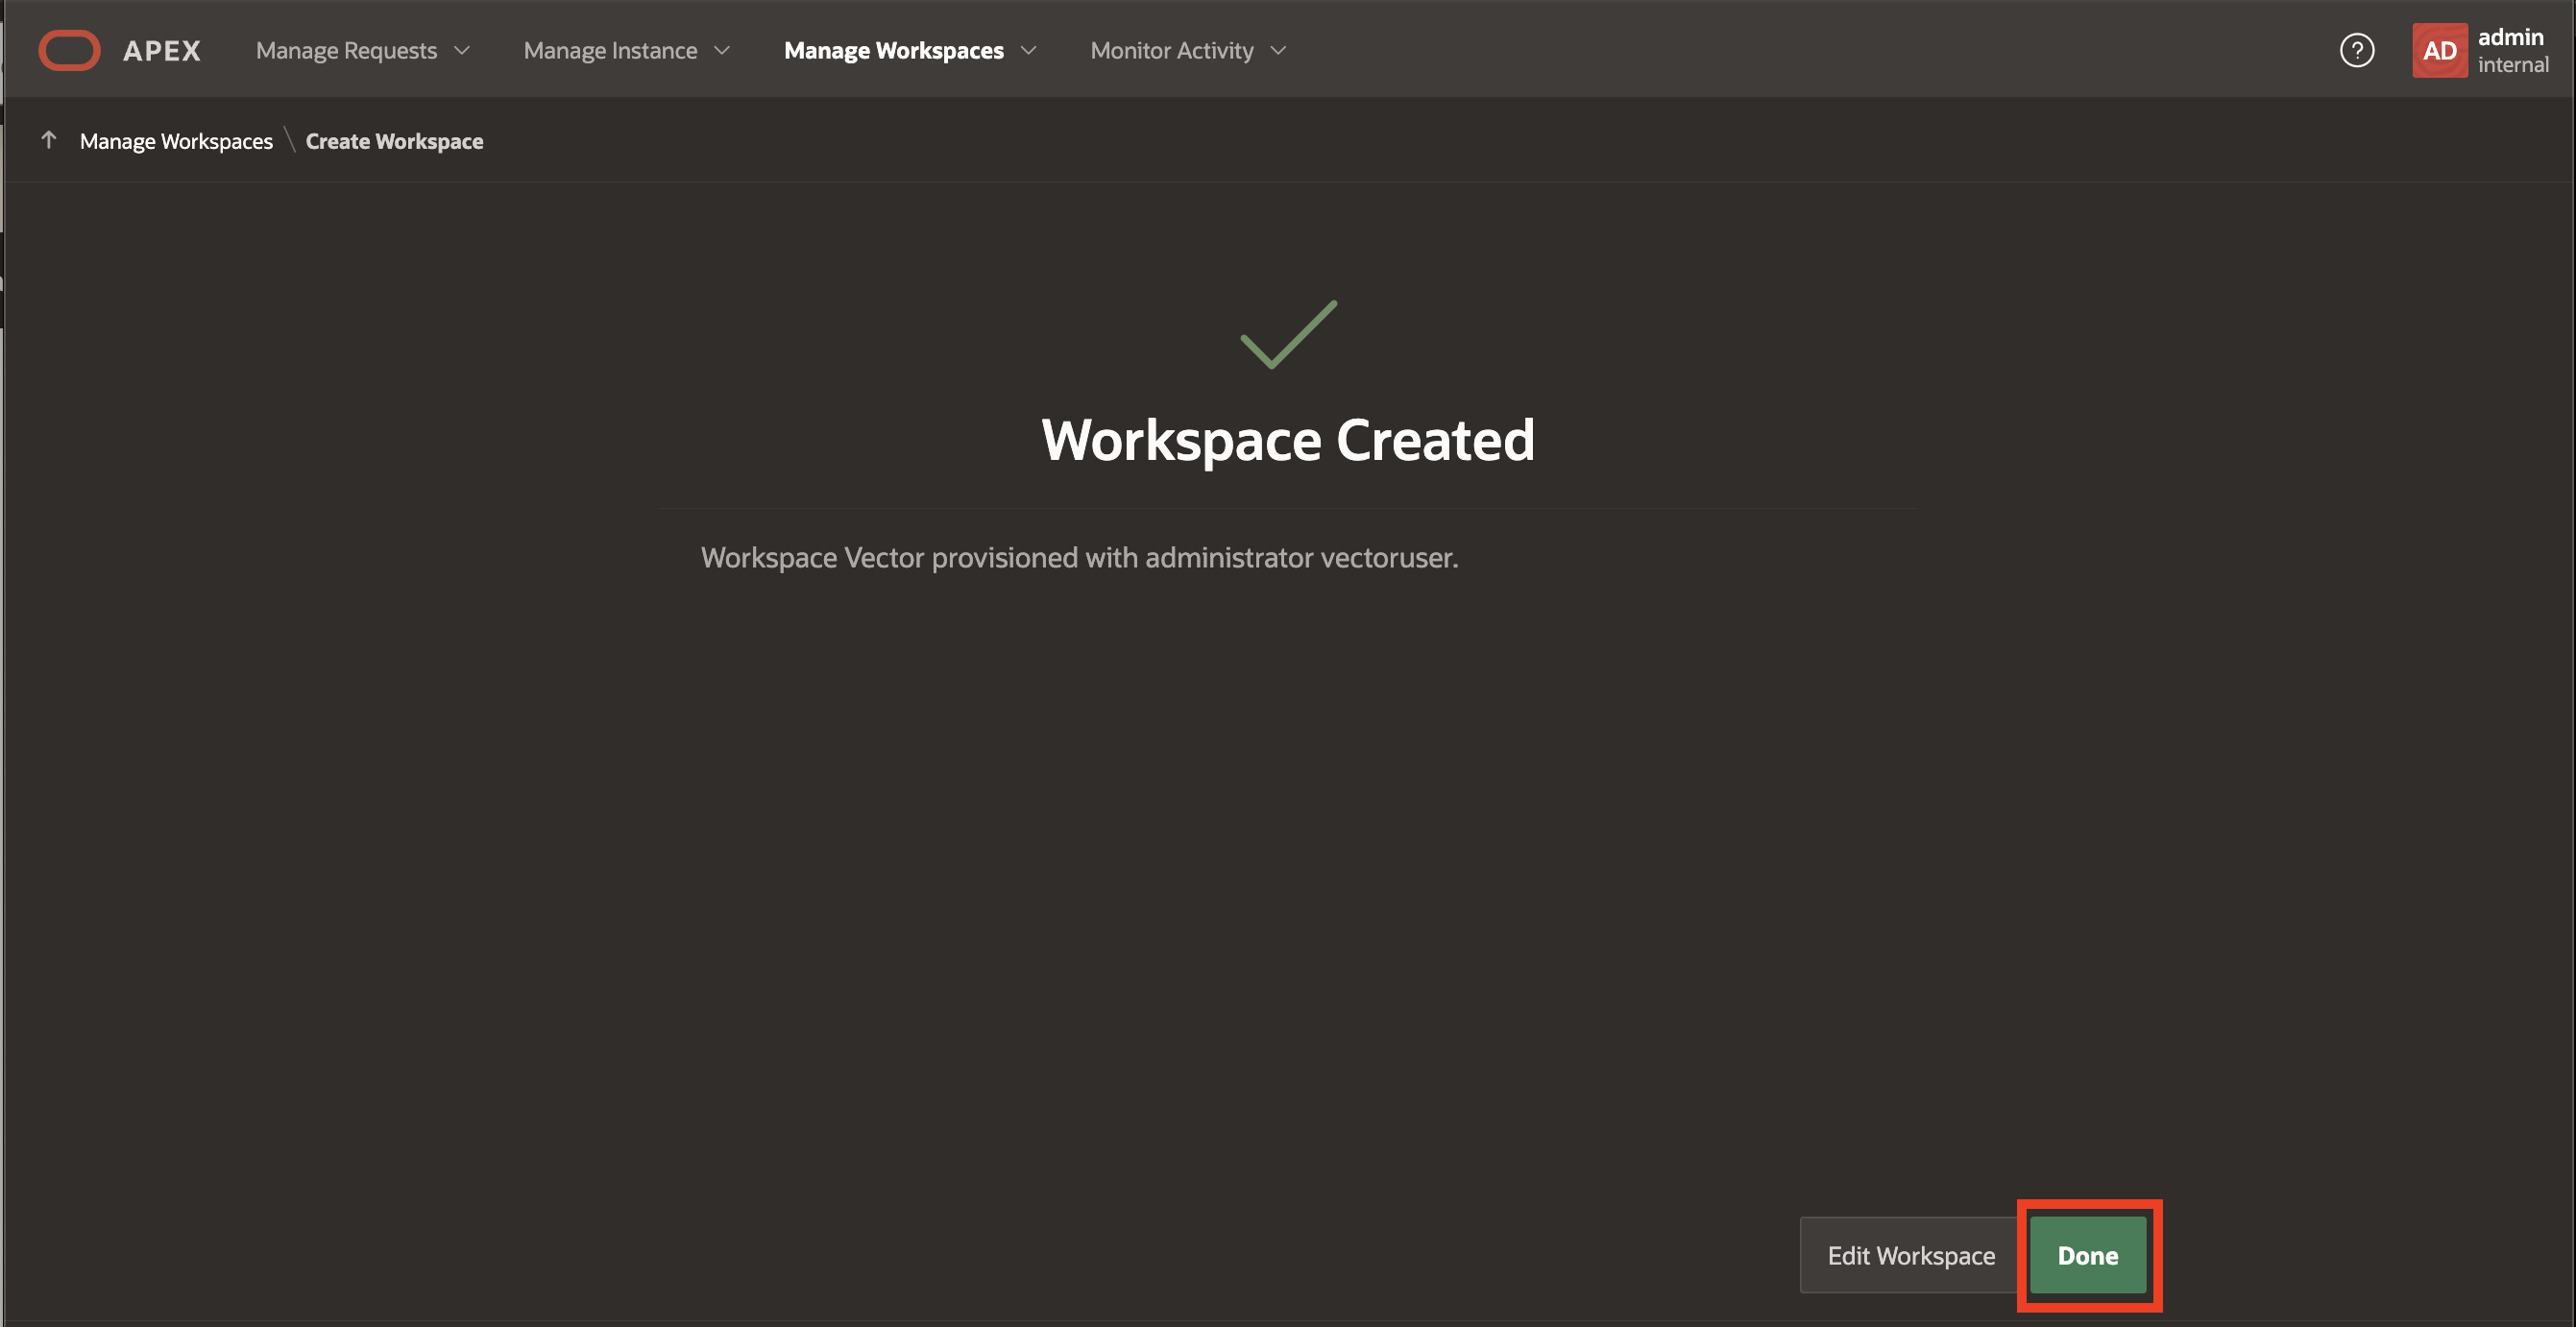 APEX Manage Requests Manage Instance Manage Workspaces Monitor Activity ? AD admin
internal
Manage Workspaces \ Create Workspace
Workspace Created
Workspace Vector provisioned with administrator vectoruser.
Edit Workspace Done